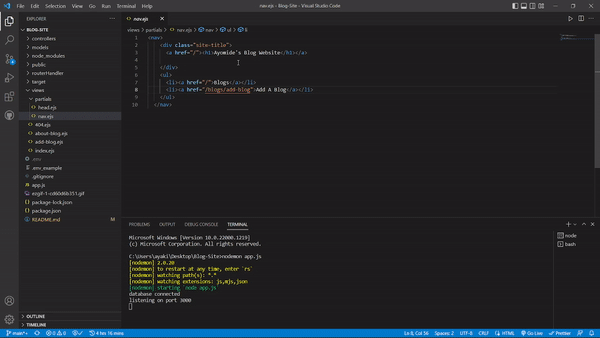 File Edit Selection View Go Run Terminal Help
nav.ejs - Blog-Site - Visual Studio Code
EXPLORER
BLOG-SITE
controllers
models
node_modules
public
routerHandler
target
views
partials
head.ejs
nav.ejs
404.ejs
about-blog.ejs
add-blog.ejs
index.ejs
.env
.env_example
.gitignore
app.js
ezgif-1-cd60d6b351.gif
package-lock.json
package.json
README.md M
OUTLINE
TIMELINE
nav.ejs
views > partials > nav.ejs > nav > ul > li
1 <nav>
2 <div class="site-title">
3 <a href="/"><h1>Ayomide's Blog Website</h1></a>
4
5 </div>
6 <ul>
7 <li><a href="/">Blogs</a></li>
8 <li><a href="/blogs/add-blog">Add A Blog</a></li>
9 </ul>
10 </nav>
PROBLEMS OUTPUT DEBUG CONSOLE TERMINAL
node
bash
Microsoft Windows [Version 10.0.22000.1219]
(c) Microsoft Corporation. All rights reserved.
C:\Users\ayaki\Desktop\Blog-Site>nodemon app.js
[nodemon] 2.0.20
[nodemon] to restart at any time, enter `rs`
[nodemon] watching path(s): *.*
[nodemon] watching extensions: js,mjs,json
[nodemon] starting `node app.js`
database connected
listening on port 3000
main* 0 0 4 hrs 16 mins Ln 8, Col 56 Spaces: 2 UTF-8 CRLF HTML Go Live Prettier